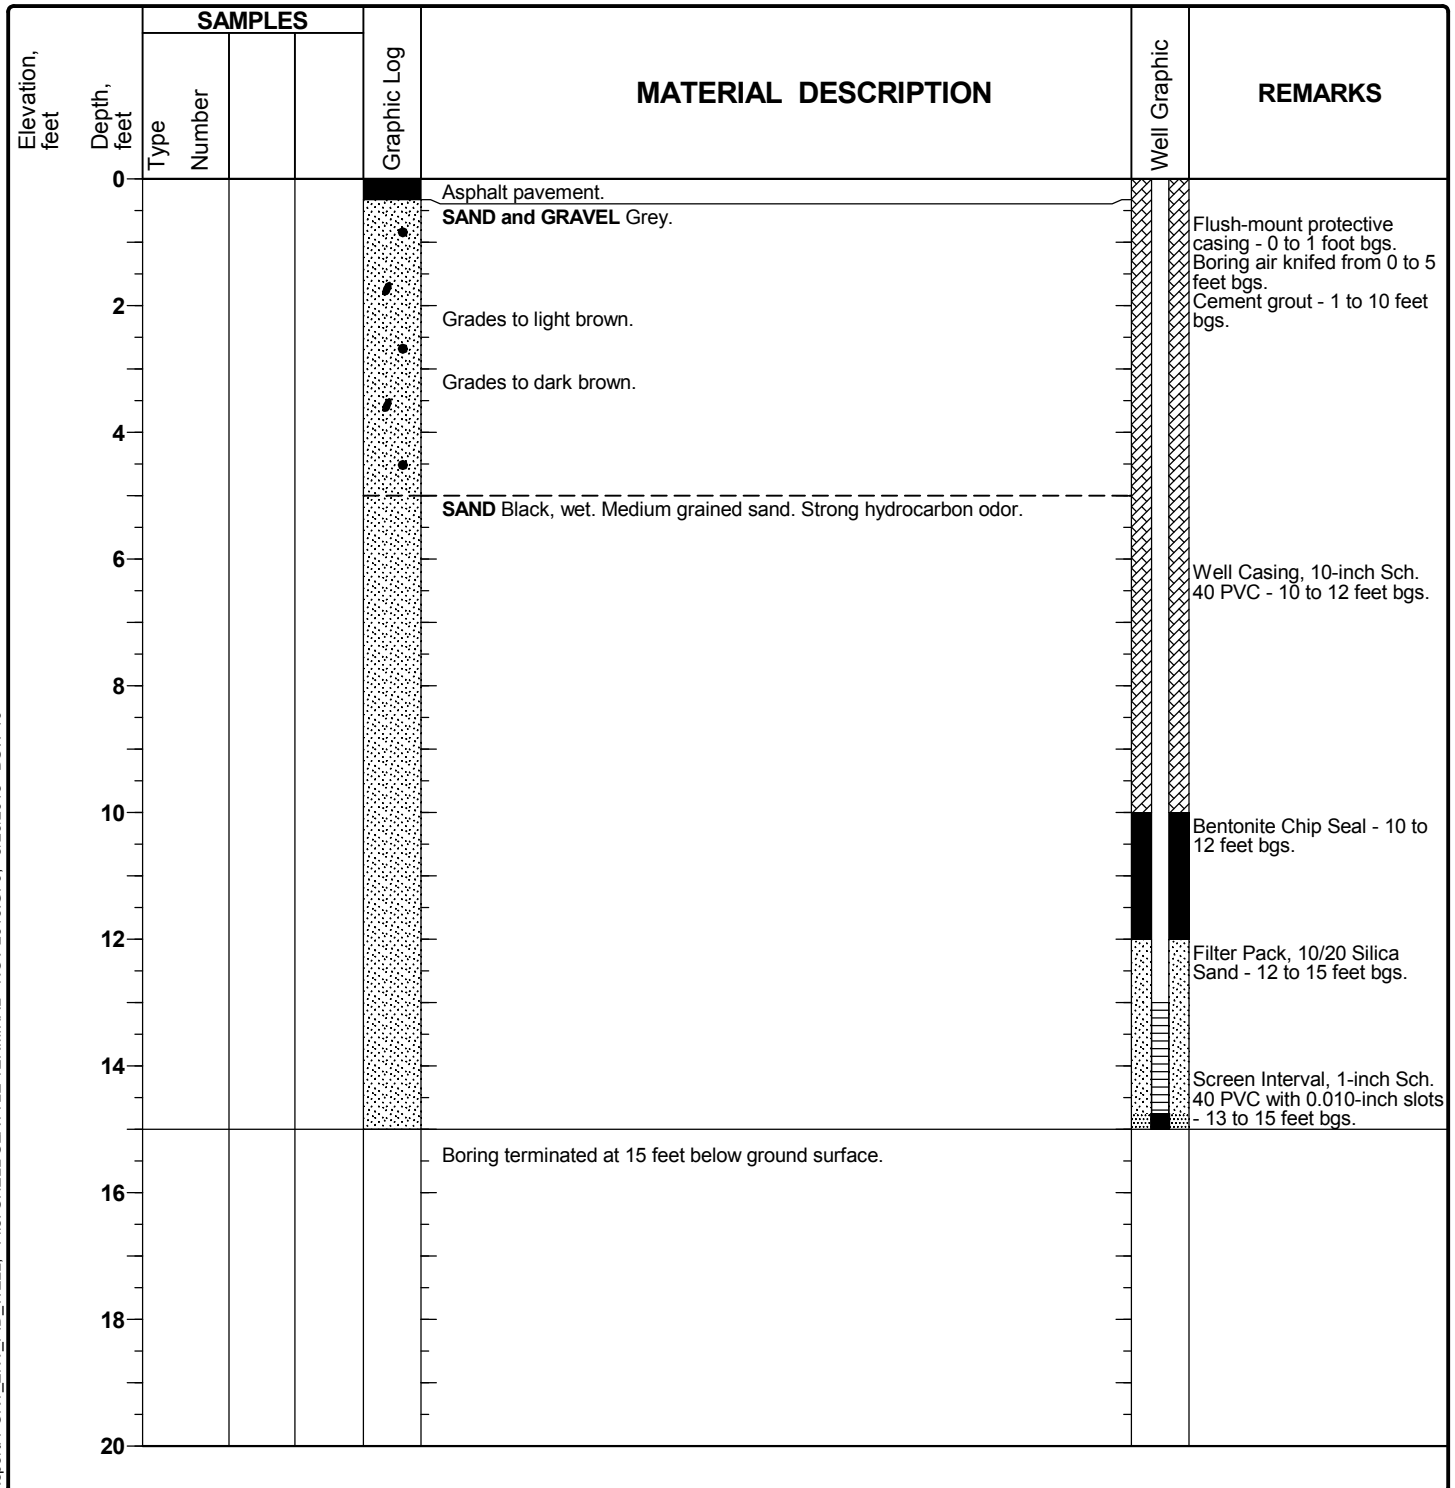 SAMPLES
Elevation,
feet
Depth,
feet
Type
Number
Graphic Log
MATERIAL DESCRIPTION
Well Graphic
REMARKS
0
Asphalt pavement.
SAND and GRAVEL Grey.
Flush-mount protective
casing - 0 to 1 foot bgs.
Boring air knifed from 0 to 5
feet bgs.
Cement grout - 1 to 10 feet
bgs.
2
Grades to light brown.
Grades to dark brown.
4
SAND Black, wet. Medium grained sand. Strong hydrocarbon odor.
6
Well Casing, 10-inch Sch.
40 PVC - 10 to 12 feet bgs.
8
10
Bentonite Chip Seal - 10 to
12 feet bgs.
12
Filter Pack, 10/20 Silica
Sand - 12 to 15 feet bgs.
14
Screen Interval, 1-inch Sch.
40 PVC with 0.010-inch slots
- 13 to 15 feet bgs.
Boring terminated at 15 feet below ground surface.
16
18
20